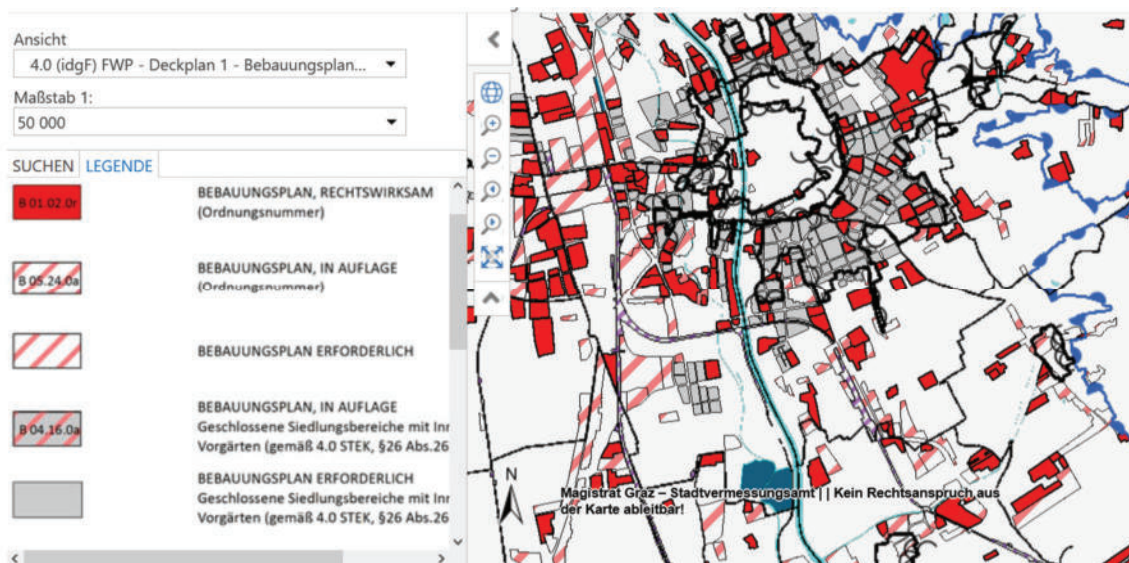 Ansicht
4.0 (idgF) FWP - Deckplan 1 - Bebauungsplan...
Maßstab 1:
50 000
SUCHEN LEGENDE
B 01.02.0r
BEBAUUNGSPLAN, RECHTSWIRKSAM
(Ordnungsnummer)
B 05.24.0a
BEBAUUNGSPLAN, IN AUFLAGE
(Ordnungsnummer)
BEBAUUNGSPLAN ERFORDERLICH
B 04.16.0a
BEBAUUNGSPLAN, IN AUFLAGE
Geschlossene Siedlungsbereiche mit Inr
Vorgärten (gemäß 4.0 STEK, §26 Abs.26
BEBAUUNGSPLAN ERFORDERLICH
Geschlossene Siedlungsbereiche mit Inr
Vorgärten (gemäß 4.0 STEK, §26 Abs.26
N
Magistrat Graz – Stadtvermessungsamt | | Kein Rechtsanspruch aus
der Karte ableitbar!